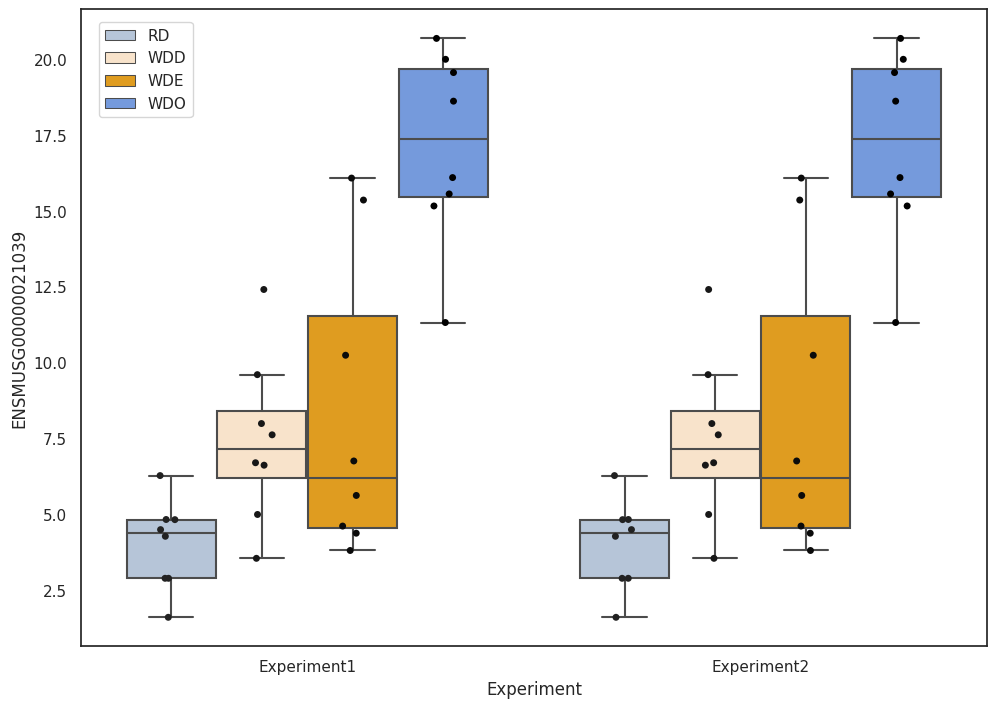 RD
WDD
WDE
WDO
20.0
17.5
15.0
12.5
10.0
7.5
5.0
2.5
ENSMUSG00000021039
Experiment1
Experiment2
Experiment